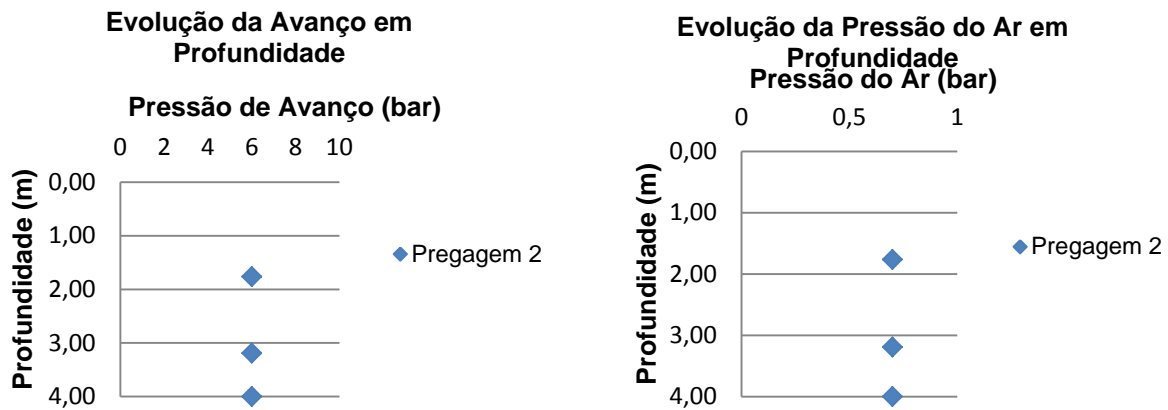 Evolução da Avanço em
Profundidade
Pressão de Avanço (bar)
0 2 4 6 8 10
Profundidade (m)
0,00
1,00
2,00
3,00
4,00
Pregagem 2
Evolução da Pressão do Ar em
Profundidade
Pressão do Ar (bar)
0 0,5 1
Profundidade (m)
0,00
1,00
2,00
3,00
4,00
Pregagem 2